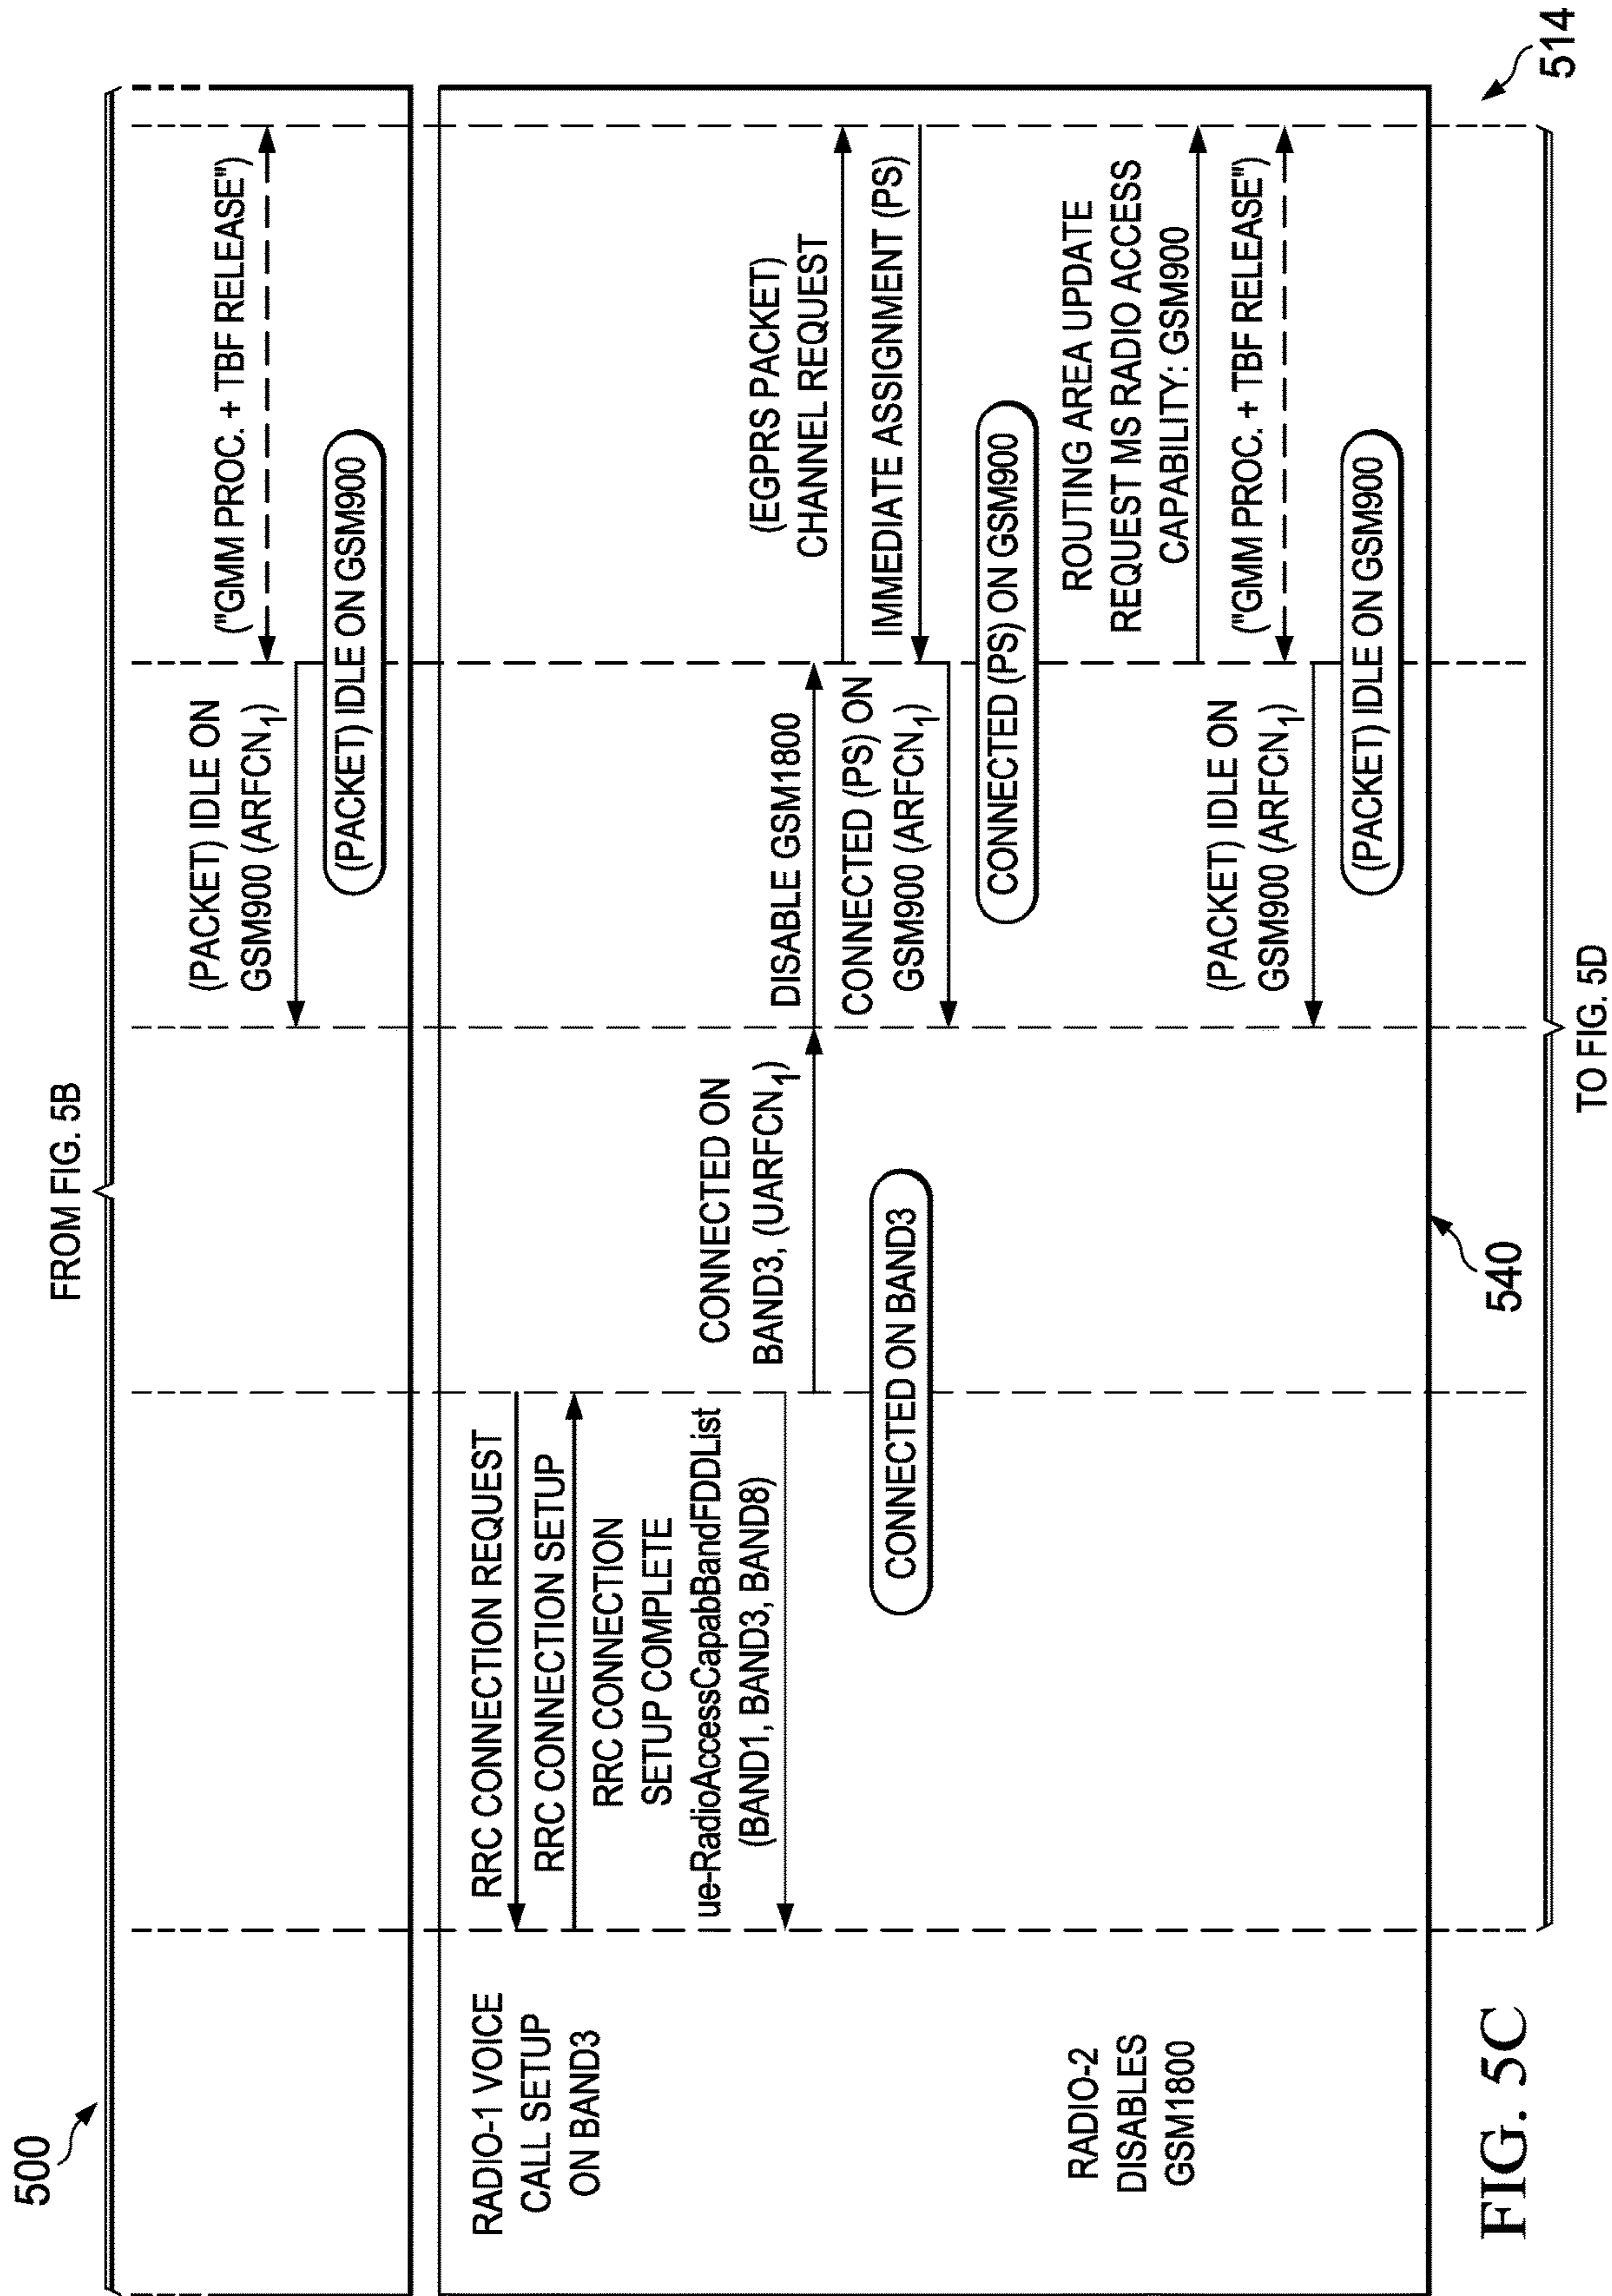 500
FROM FIG. 5B
(PACKET) IDLE ON
GSM900 (ARFCN1)
("GMM PROC. + TBF RELEASE")
(PACKET) IDLE ON GSM900
RADIO-1 VOICE
CALL SETUP
ON BAND3
RRC CONNECTION REQUEST
RRC CONNECTION SETUP
RRC CONNECTION
SETUP COMPLETE
ue-RadioAccessCapabBandFDDList
(BAND1, BAND3, BAND8)
CONNECTED ON
BAND3, (UARFCN1)
CONNECTED ON BAND3
DISABLE GSM1800
(EGPRS PACKET)
CHANNEL REQUEST
IMMEDIATE ASSIGNMENT (PS)
CONNECTED (PS) ON
GSM900 (ARFCN1)
CONNECTED (PS) ON GSM900
RADIO-2
DISABLES
GSM1800
ROUTING AREA UPDATE
REQUEST MS RADIO ACCESS
CAPABILITY: GSM900
("GMM PROC. + TBF RELEASE")
(PACKET) IDLE ON
GSM900 (ARFCN1)
(PACKET) IDLE ON GSM900
540
514
TO FIG. 5D
FIG. 5C